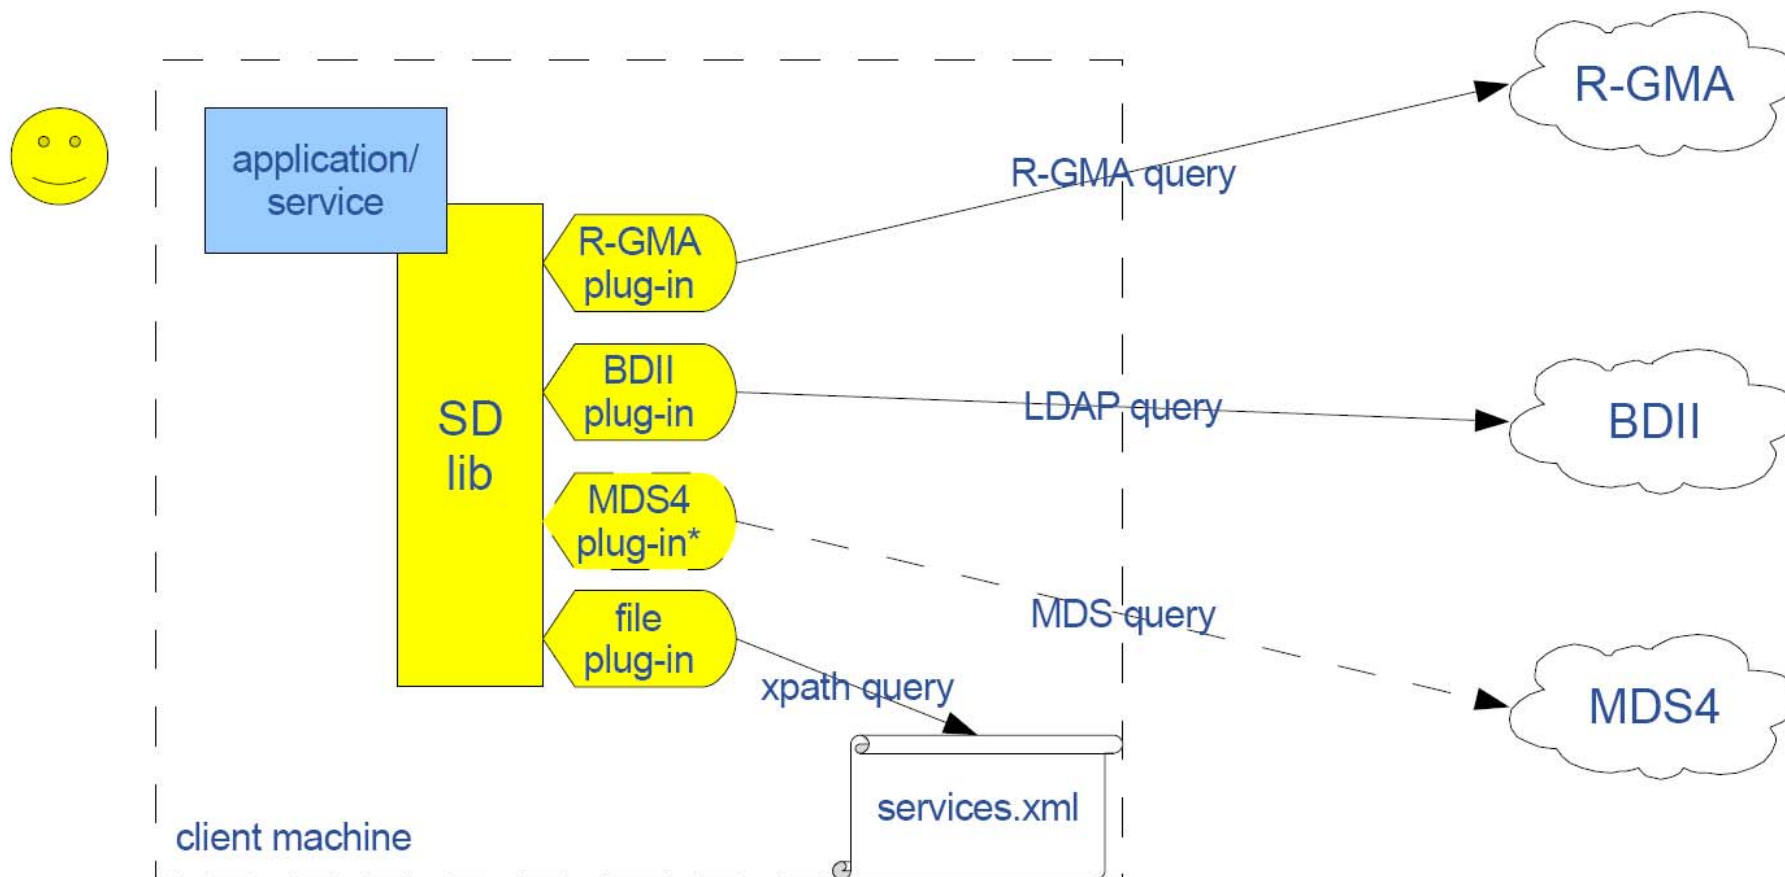 R-GMA
application/
service
R-GMA query
R-GMA
plug-in
BDII
plug-in
LDAP query
BDII
SD
lib
MDS4
plug-in*
MDS query
file
plug-in
xpath query
MDS4
services.xml
client machine